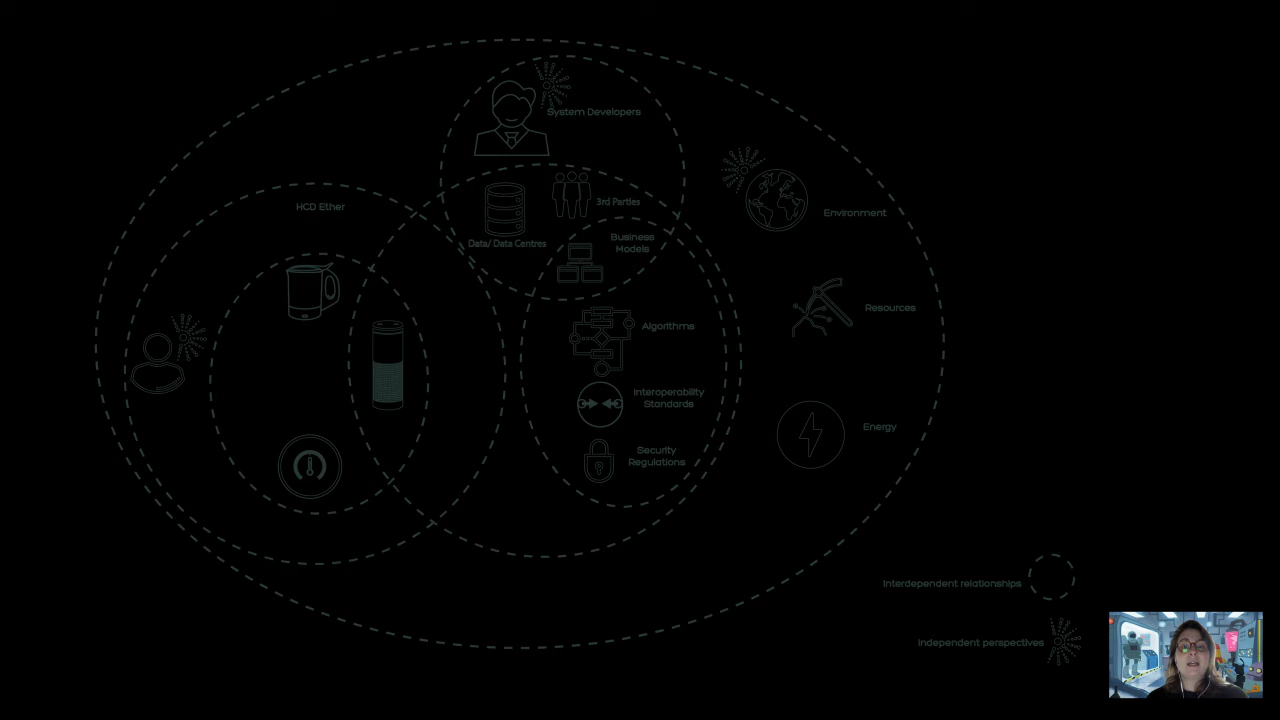 System Developers
3rd Parties
HCD Ether
Environment
Data/ Data Centres
Business
Models
Resources
Algorithms
Interoperability
Standards
Energy
Security
Regulations
Interdependent relationships
Independent perspectives